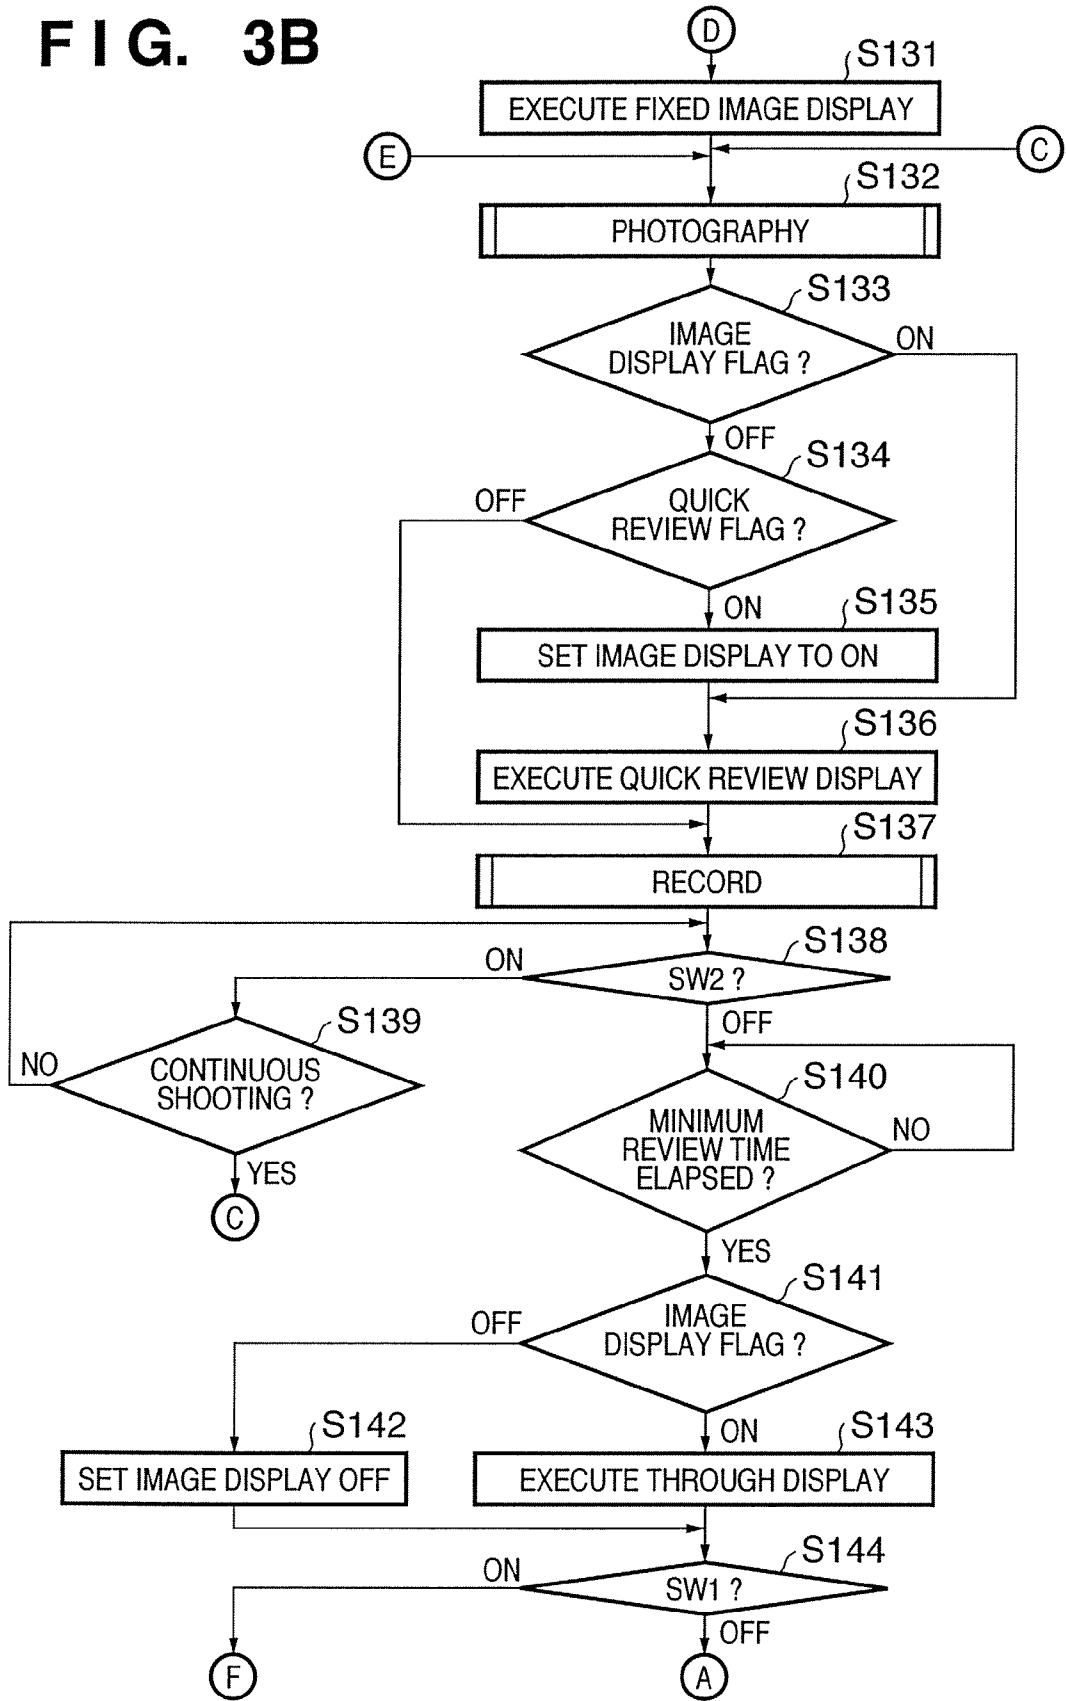 FIG. 3B
D
S131
EXECUTE FIXED IMAGE DISPLAY
E
C
S132
PHOTOGRAPHY
S133
IMAGE
DISPLAY FLAG ?
ON
OFF
S134
QUICK
REVIEW FLAG ?
OFF
ON
S135
SET IMAGE DISPLAY TO ON
S136
EXECUTE QUICK REVIEW DISPLAY
S137
RECORD
S138
SW2 ?
ON
OFF
S139
CONTINUOUS
SHOOTING ?
NO
YES
C
S140
MINIMUM
REVIEW TIME
ELAPSED ?
NO
YES
S141
IMAGE
DISPLAY FLAG ?
OFF
ON
S142
SET IMAGE DISPLAY OFF
S143
EXECUTE THROUGH DISPLAY
S144
SW1 ?
ON
OFF
F
A